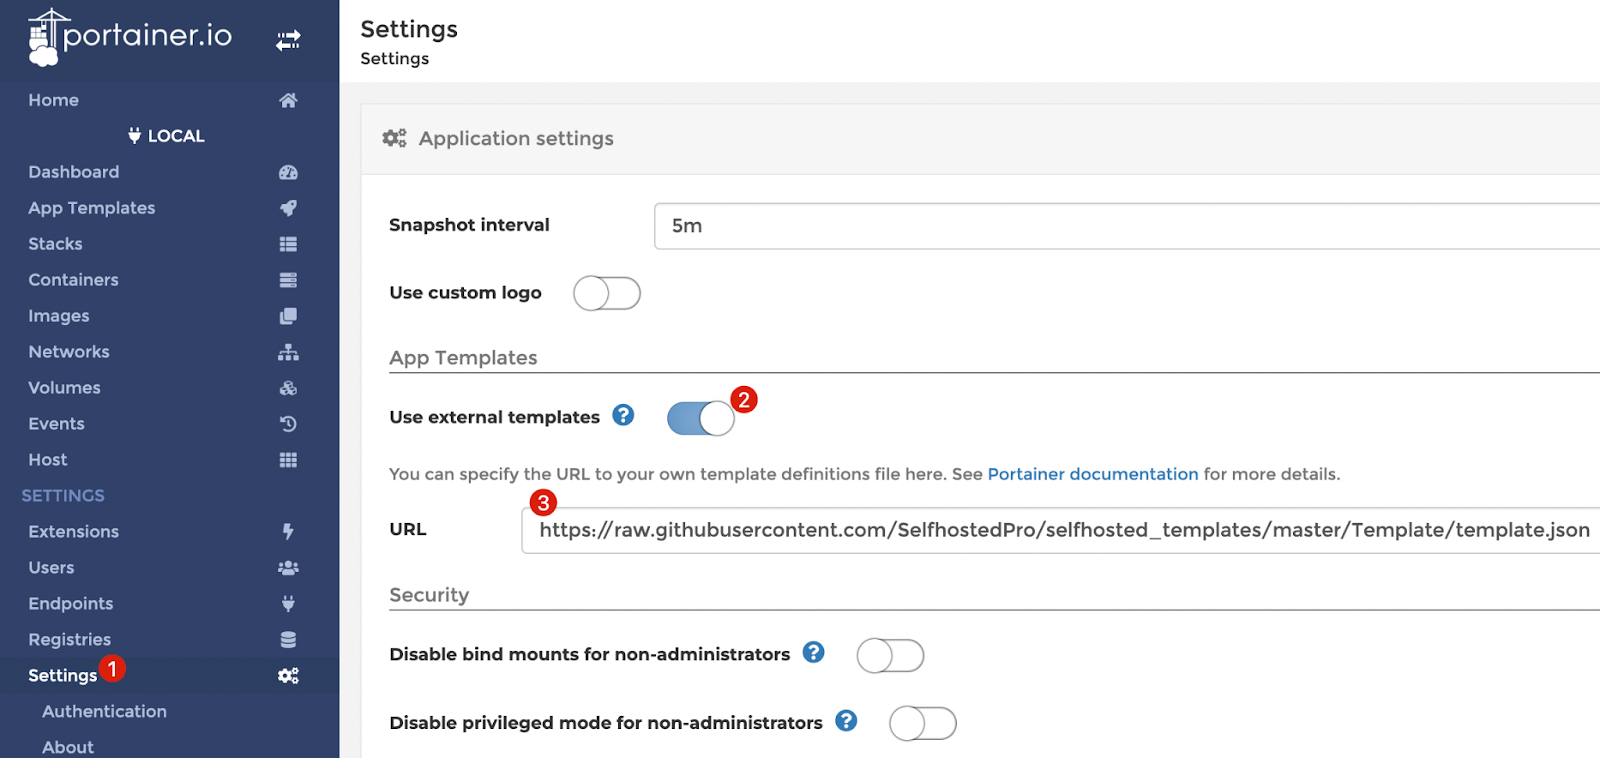 portainer.io
Home
LOCAL
Dashboard
App Templates
Stacks
Containers
Images
Networks
Volumes
Events
Host
SETTINGS
Extensions
Users
Endpoints
Registries
Settings 1
Authentication
About
Settings
Settings
Application settings
Snapshot interval 5m
Use custom logo
App Templates
Use external templates ? 2
You can specify the URL to your own template definitions file here. See Portainer documentation for more details.
3
URL https://raw.githubusercontent.com/SelfhostedPro/selfhosted_templates/master/Template/template.json
Security
Disable bind mounts for non-administrators ?
Disable privileged mode for non-administrators ?